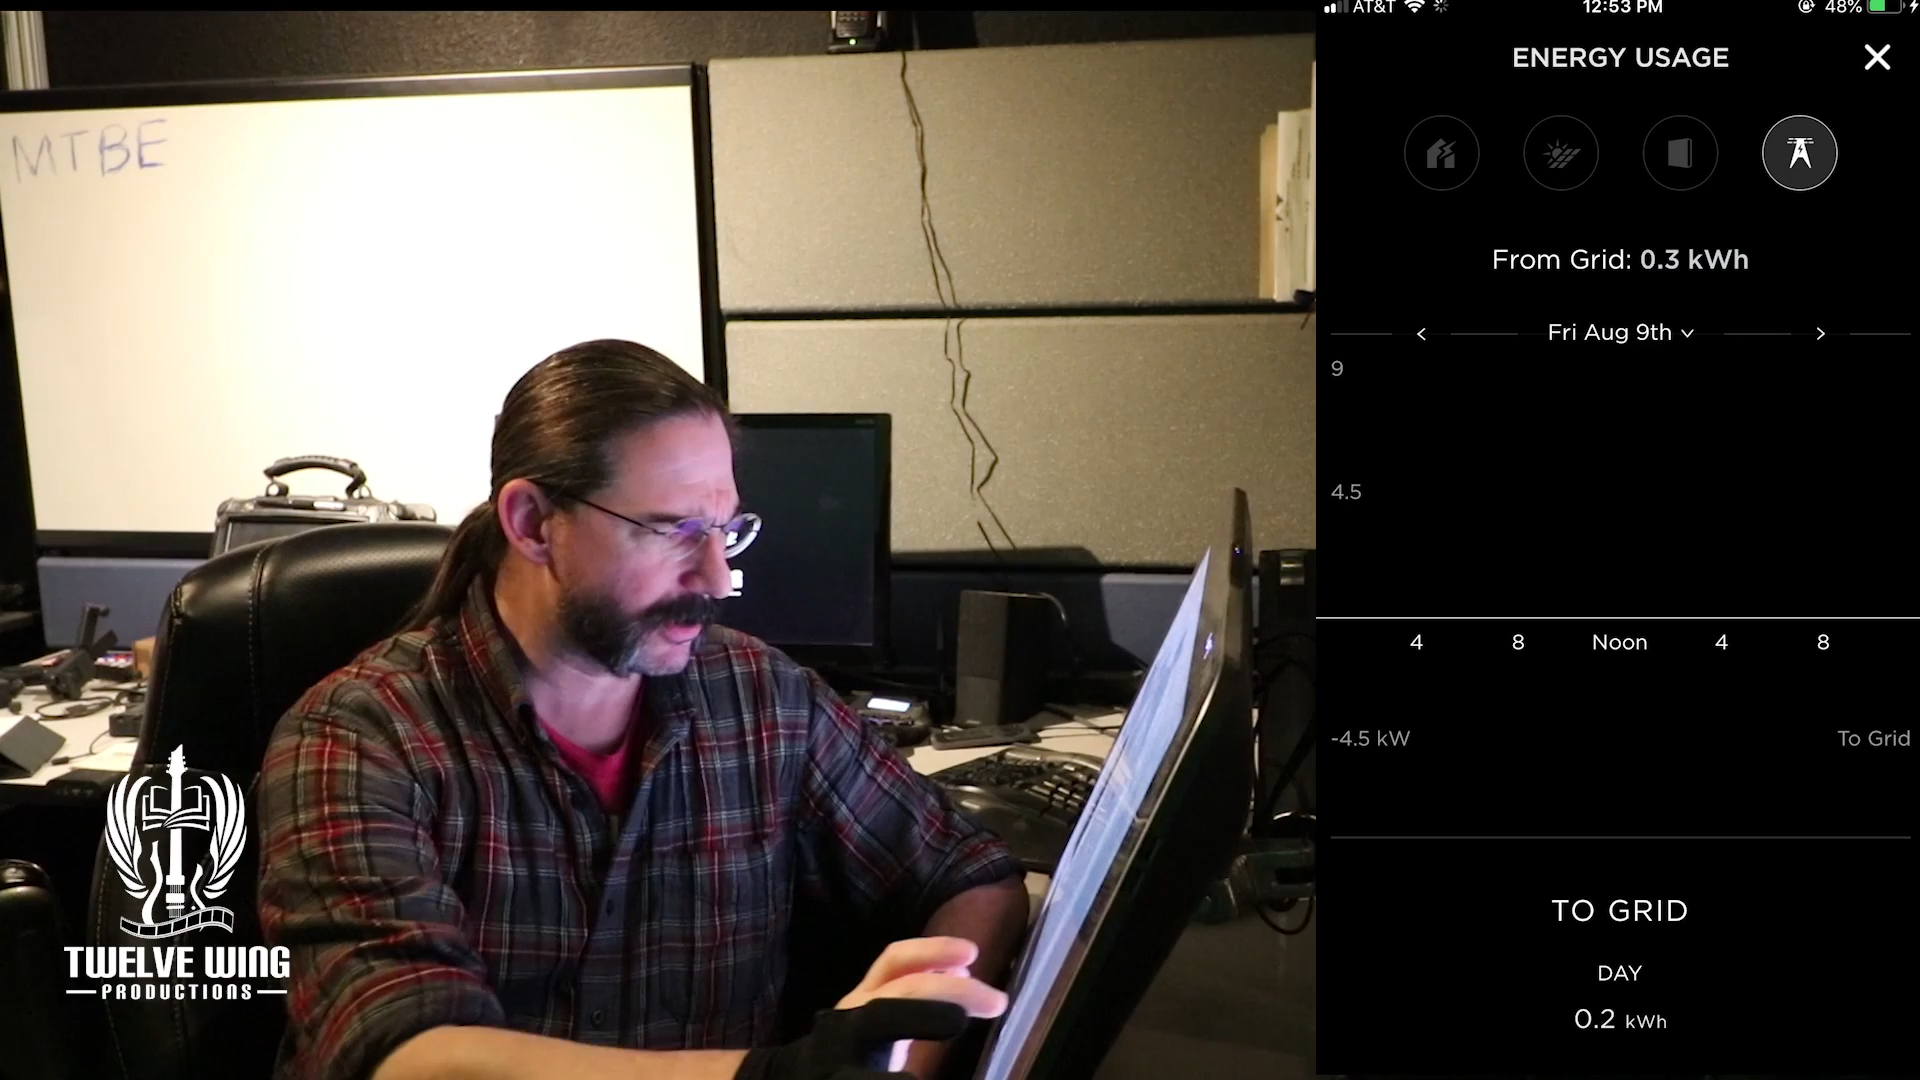 MTBE
TWELVE WING
PRODUCTIONS
AT&T 12:53 PM 48%
ENERGY USAGE
From Grid: 0.3 kWh
Fri Aug 9th
9
4.5
4 8 Noon 4 8
-4.5 kW To Grid
TO GRID
DAY
0.2 kWh